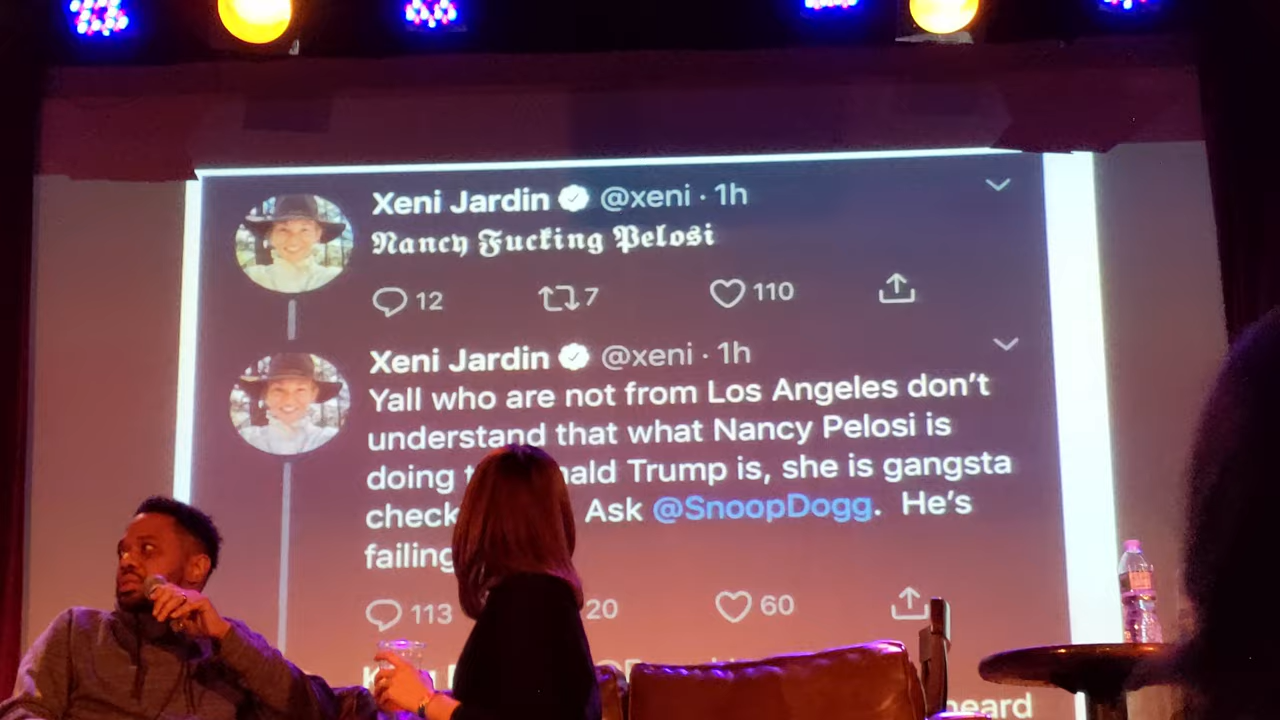 Xeni Jardin @xeni · 1h
𝕹𝖆𝖓𝖈𝖞 𝕱𝖚𝖈𝖐𝖎𝖓𝖌 𝕻𝖊𝖑𝖔𝖘𝖎
12 7 110
Xeni Jardin @xeni · 1h
Yall who are not from Los Angeles don't
understand that what Nancy Pelosi is
doing Trump is, she is gangsta
check Ask @SnoopDogg. He's
failing
113 20 60